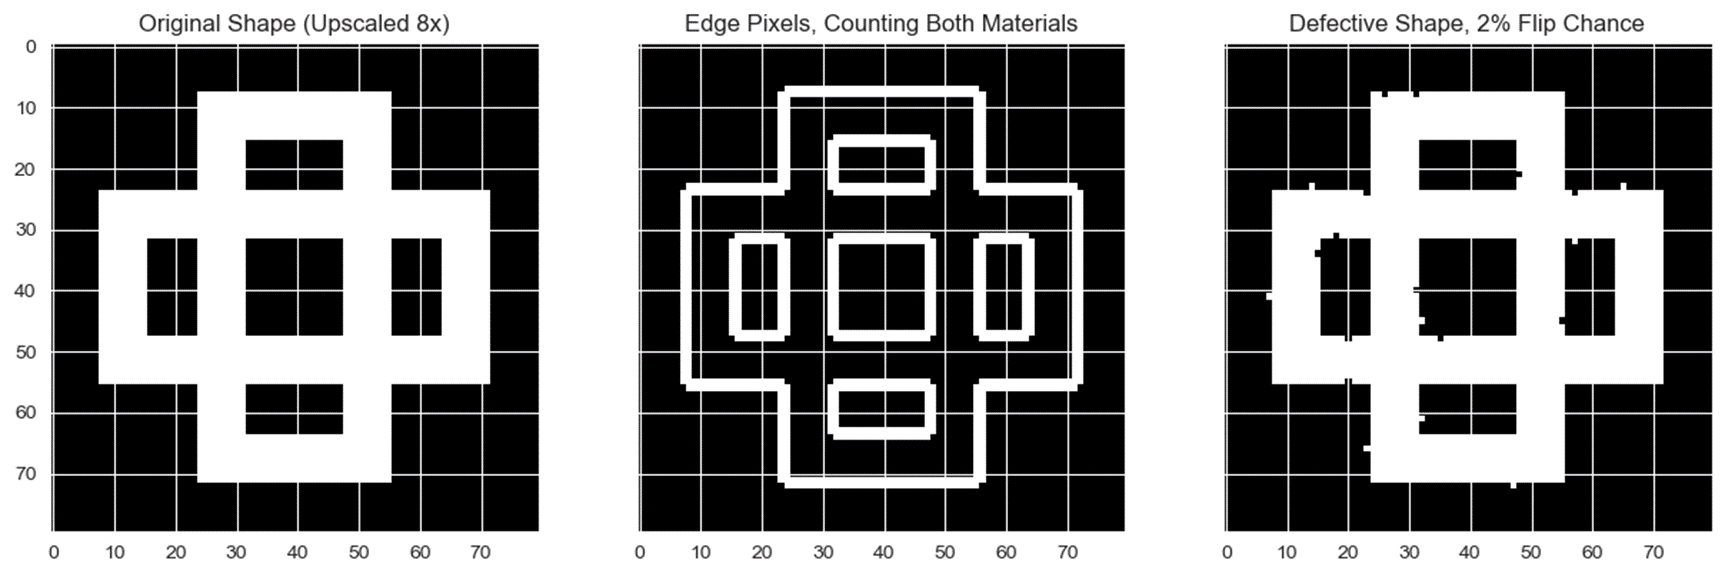 Original Shape (Upscaled 8x)
Edge Pixels, Counting Both Materials
Defective Shape, 2% Flip Chance
0
10
20
30
40
50
60
70
0 10 20 30 40 50 60 70
0 10 20 30 40 50 60 70
0 10 20 30 40 50 60 70